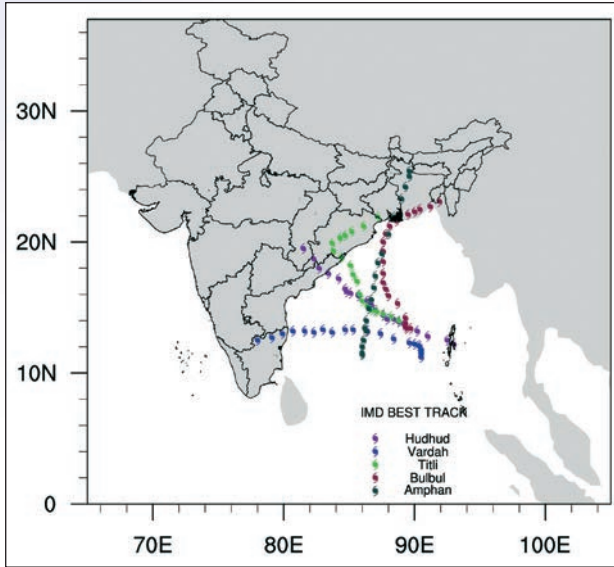 30N
20N
10N
0
IMD BEST TRACK
Hudhud
Vardah
Titli
Bulbul
Amphan
70E 80E 90E 100E